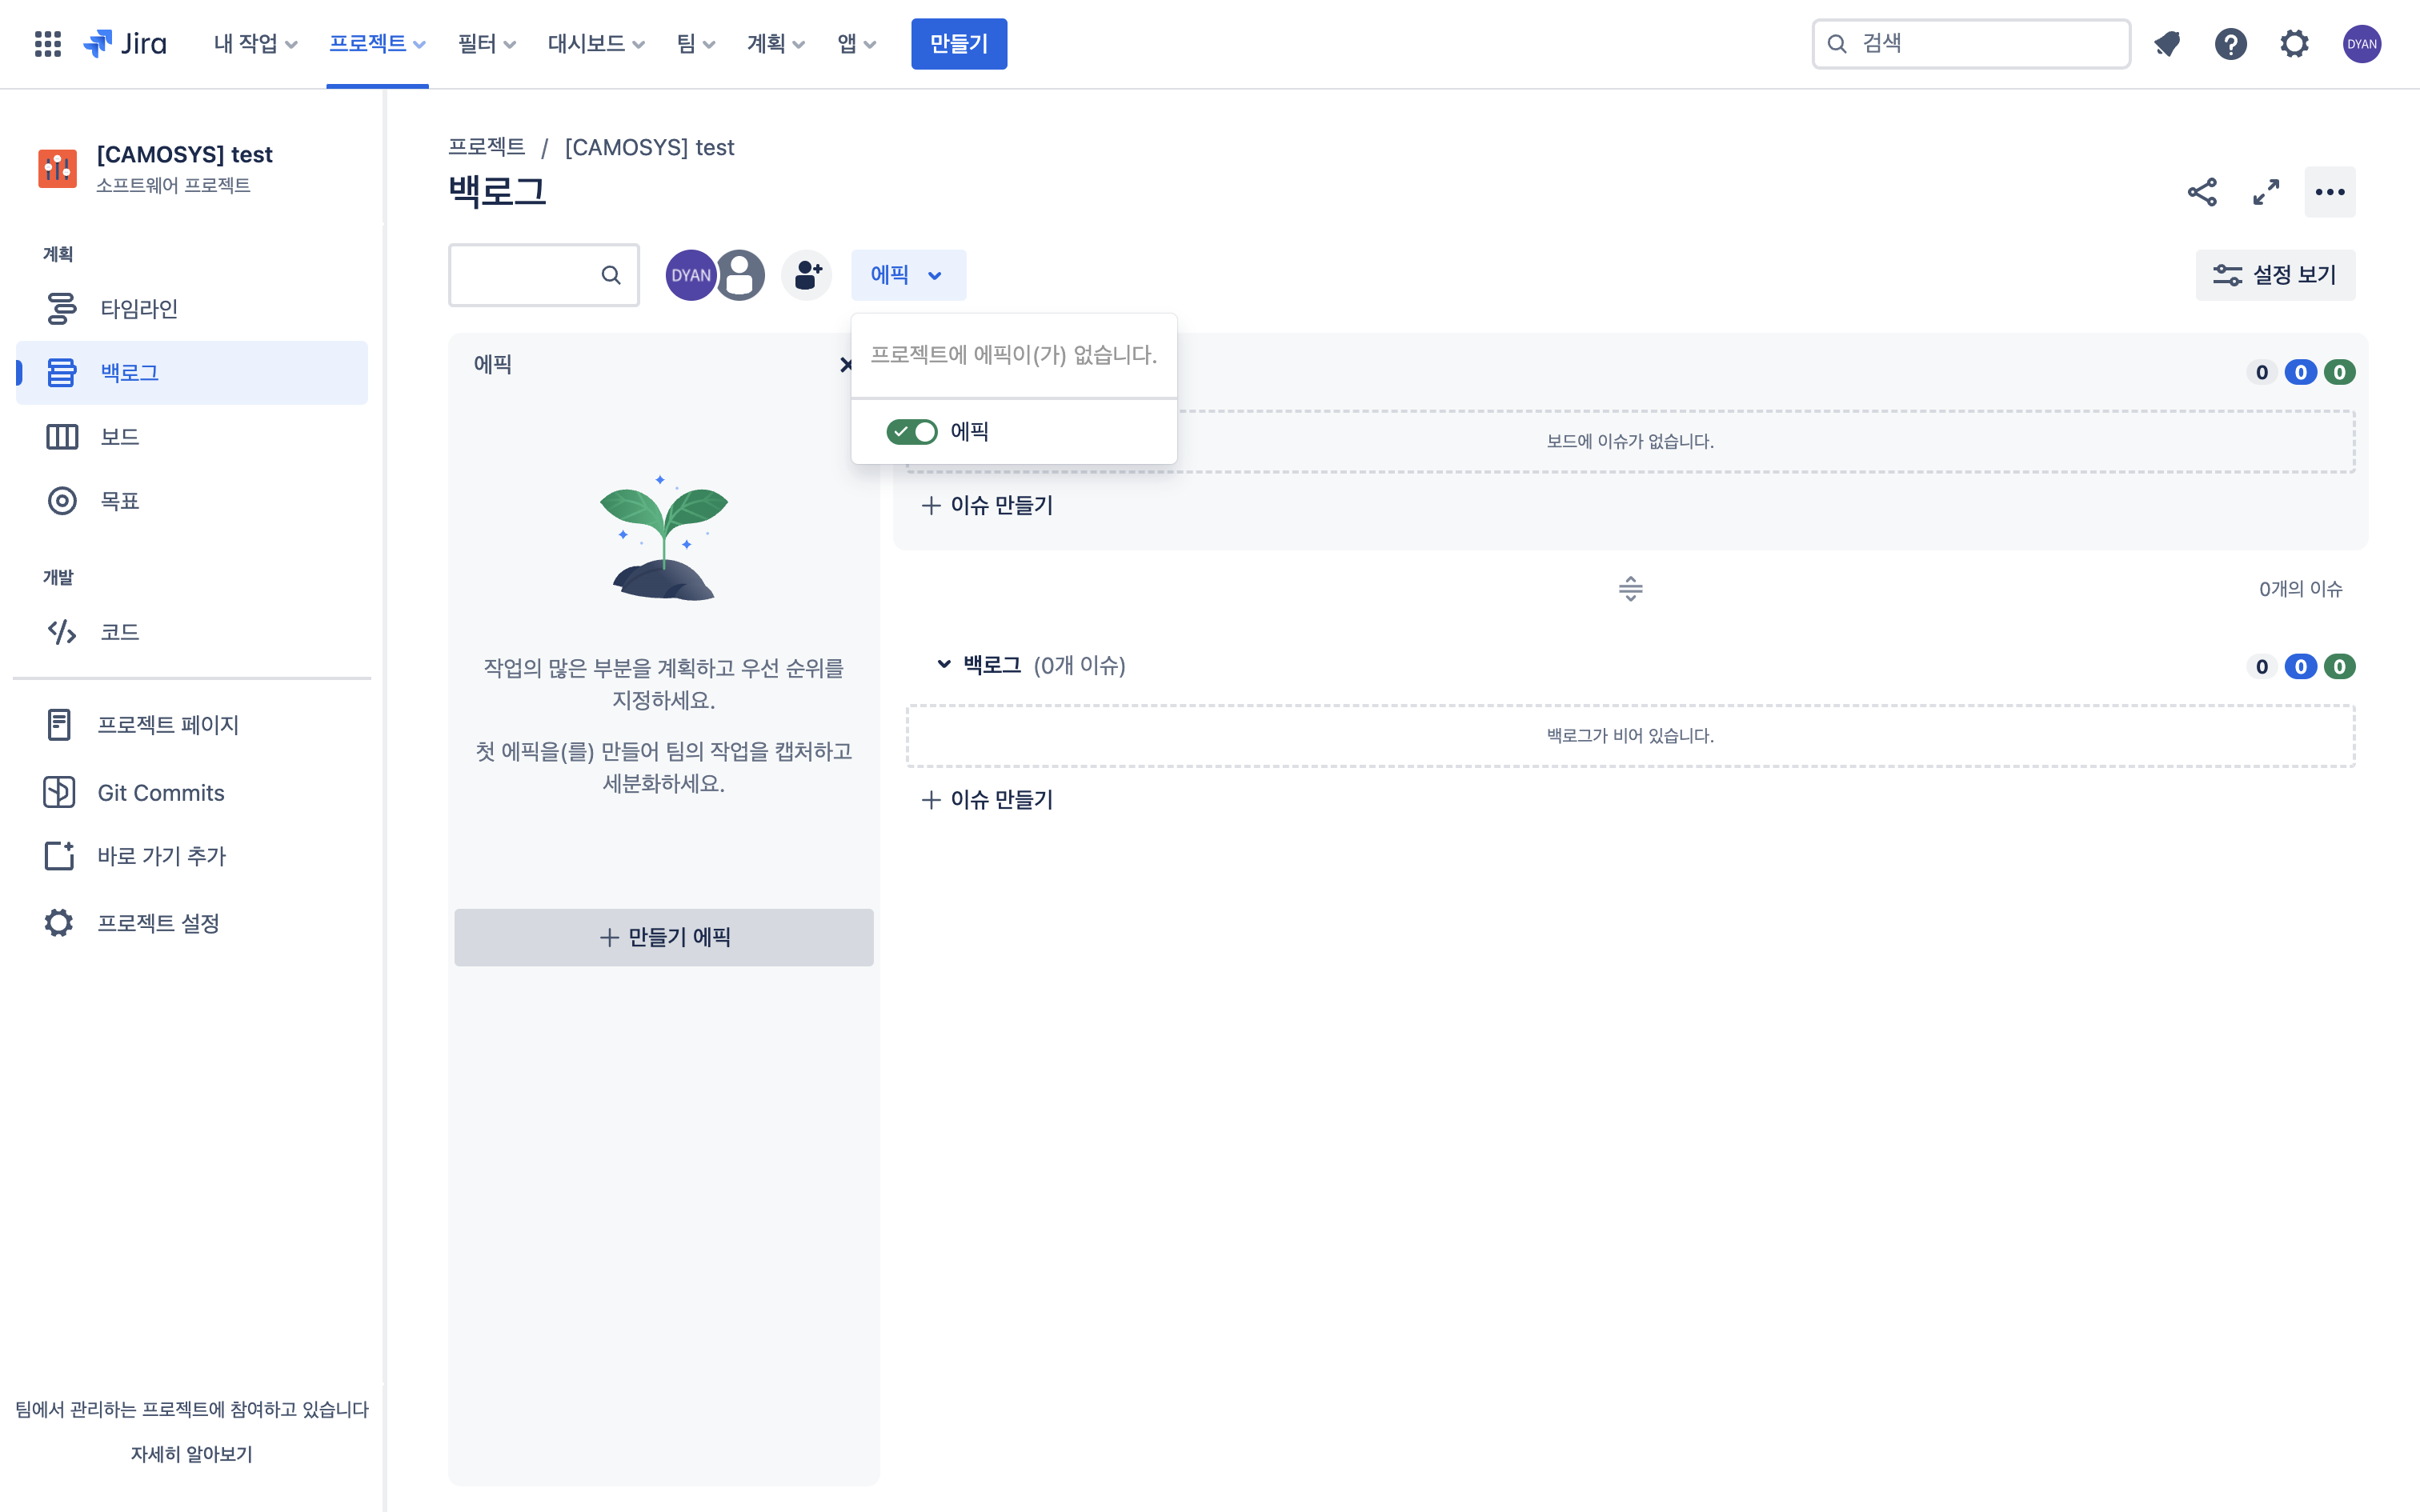 Jira
내 작업
프로젝트
필터
대시보드
팀
계획
앱
만들기
검색
DYAN
[CAMOSYS] test
소프트웨어 프로젝트
계획
타임라인
백로그
보드
목표
개발
코드
프로젝트 페이지
Git Commits
바로 가기 추가
프로젝트 설정
팀에서 관리하는 프로젝트에 참여하고 있습니다
자세히 알아보기
프로젝트 / [CAMOSYS] test
백로그
DYAN
에픽
설정 보기
프로젝트에 에픽이(가) 없습니다.
에픽
에픽
작업의 많은 부분을 계획하고 우선 순위를
지정하세요.
첫 에픽을(를) 만들어 팀의 작업을 캡처하고
세분화하세요.
만들기 에픽
0 0 0
보드에 이슈가 없습니다.
이슈 만들기
0개의 이슈
백로그 (0개 이슈)
0 0 0
백로그가 비어 있습니다.
이슈 만들기